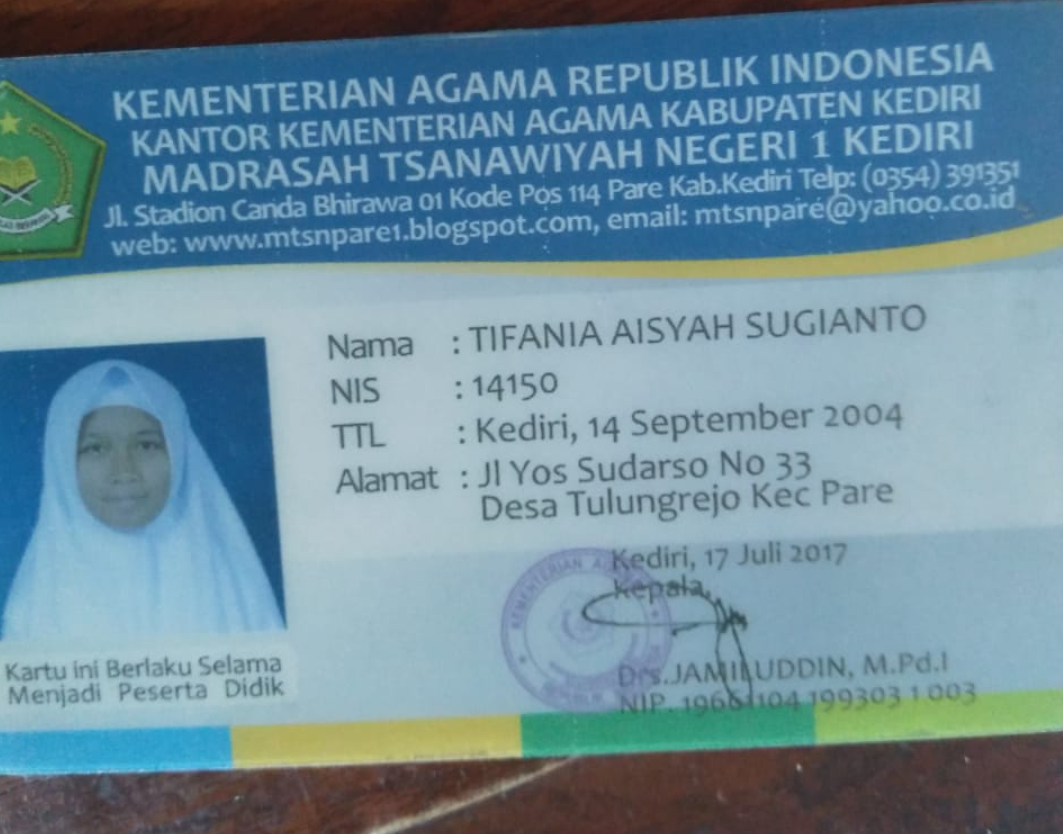 KEMENTERIAN AGAMA REPUBLIK INDONESIA
KANTOR KEMENTERIAN AGAMA KABUPATEN KEDIRI
MADRASAH TSANAWIYAH NEGERI 1 KEDIRI
Jl. Stadion Canda Bhirawa 01 Kode Pos 114 Pare Kab.Kediri Telp: (0354) 391351
web: www.mtsnpare1.blogspot.com, email: mtsnpare@yahoo.co.id
Nama : TIFANIA AISYAH SUGIANTO
NIS : 14150
TTL : Kediri, 14 September 2004
Alamat : Jl Yos Sudarso No 33
Desa Tulungrejo Kec Pare
Kediri, 17 Juli 2017
Kepala,
KEMENTERIAN AGAMA
Drs.JAMILUDDIN, M.Pd.I
NIP. 19661104 199303 1 003
Kartu ini Berlaku Selama
Menjadi Peserta Didik